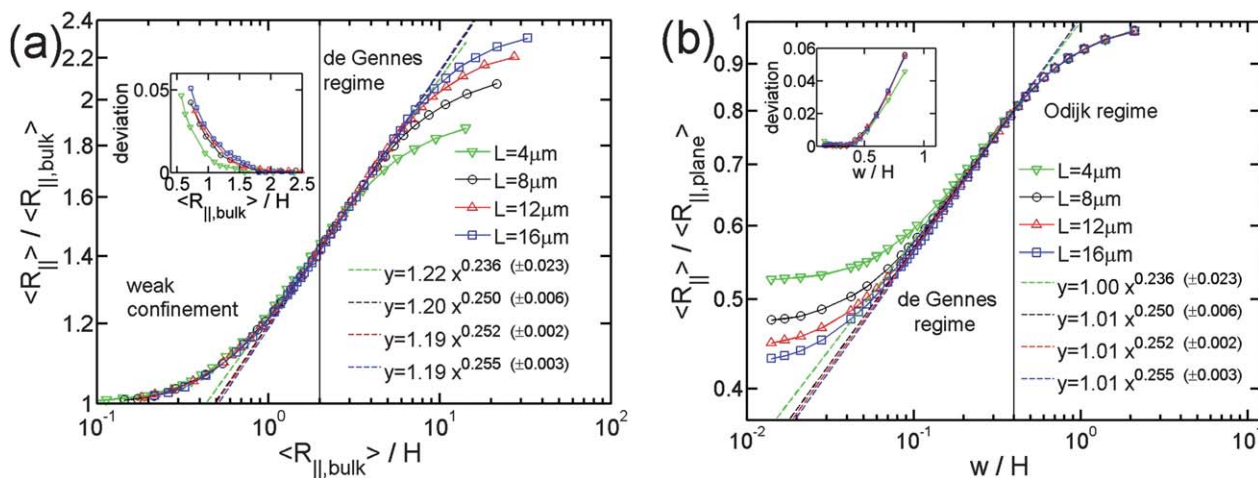 (a)
2.4
2.2
2
1.8
1.6
1.4
1.2
1.0
<R||> / <R||,bulk>
10^-1
10^0
10^1
10^2
<R||,bulk> / H
de Gennes
regime
weak
confinement
0.05
0
deviation
0.5 1 1.5 2 2.5
<R||,bulk> / H
L=4μm
L=8μm
L=12μm
L=16μm
y=1.22 x^0.236 (±0.023)
y=1.20 x^0.250 (±0.006)
y=1.19 x^0.252 (±0.002)
y=1.19 x^0.255 (±0.003)
(b)
1
0.9
0.8
0.7
0.6
0.5
0.4
<R||> / <R||,plane>
10^-2
10^-1
10^0
10^1
w / H
0.06
0.04
0.02
0
deviation
0.5 1
w / H
Odijk regime
de Gennes
regime
L=4μm
L=8μm
L=12μm
L=16μm
y=1.00 x^0.236 (±0.023)
y=1.01 x^0.250 (±0.006)
y=1.01 x^0.252 (±0.002)
y=1.01 x^0.255 (±0.003)